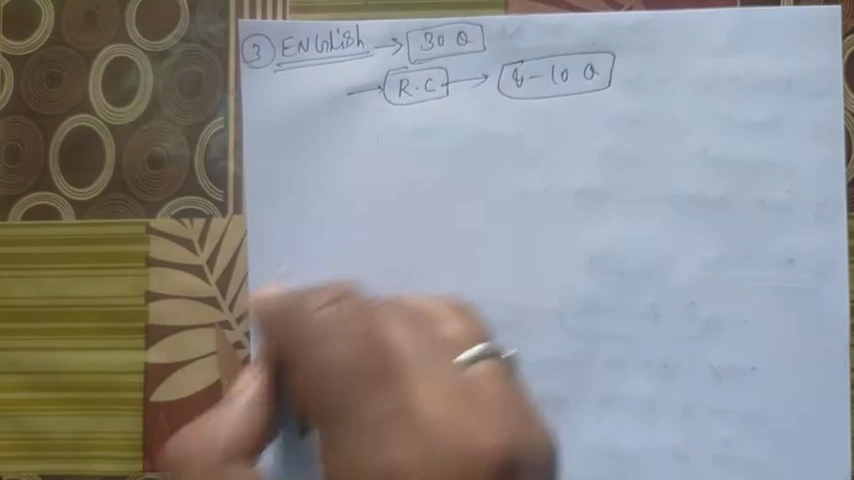 ③ ENGlish → 30 Q
→ R.C. → 8-10 Q